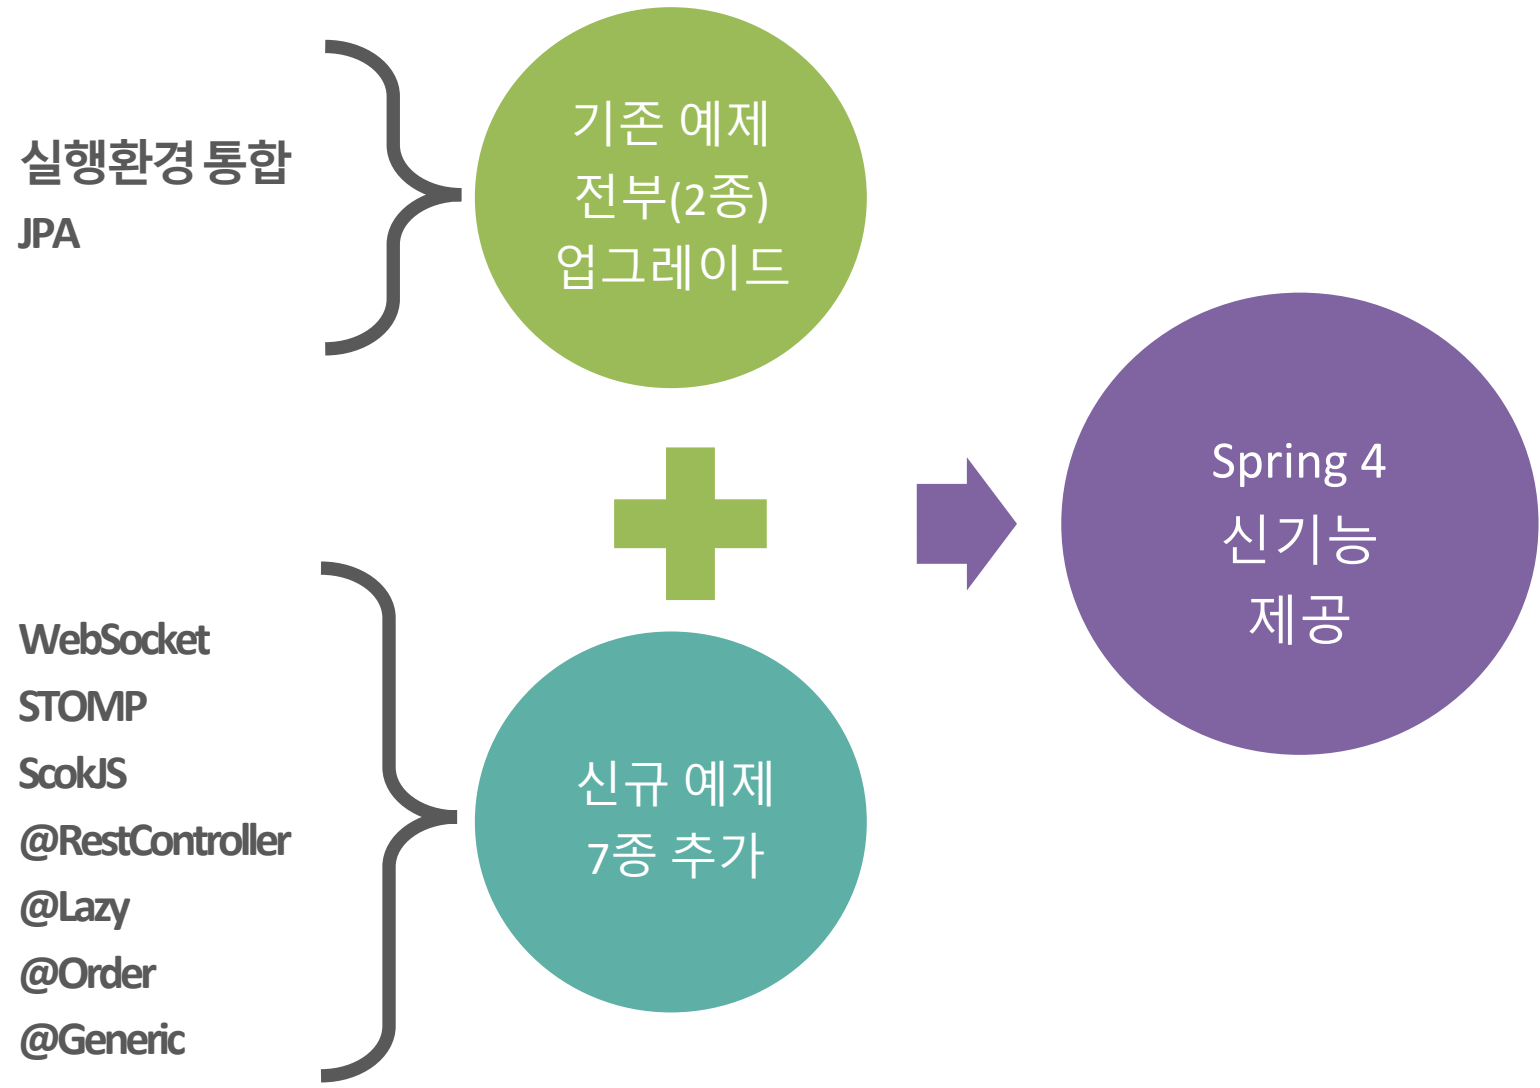 실행환경 통합
JPA
기존 예제
전부(2종)
업그레이드
WebSocket
STOMP
ScokJS
@RestController
@Lazy
@Order
@Generic
신규 예제
7종 추가
Spring 4
신기능
제공